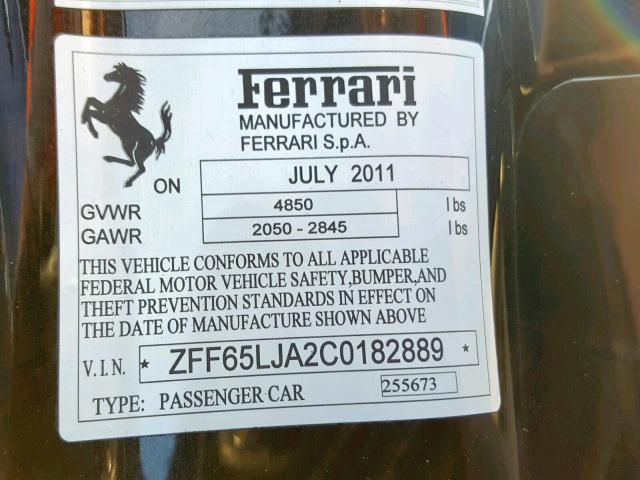 Ferrari
MANUFACTURED BY
FERRARI S.p.A.
ON JULY 2011
GVWR 4850 lbs
GAWR 2050 - 2845 lbs
THIS VEHICLE CONFORMS TO ALL APPLICABLE
FEDERAL MOTOR VEHICLE SAFETY,BUMPER,AND
THEFT PREVENTION STANDARDS IN EFFECT ON
THE DATE OF MANUFACTURE SHOWN ABOVE
V.I.N. * ZFF65LJA2C0182889 *
TYPE: PASSENGER CAR 255673